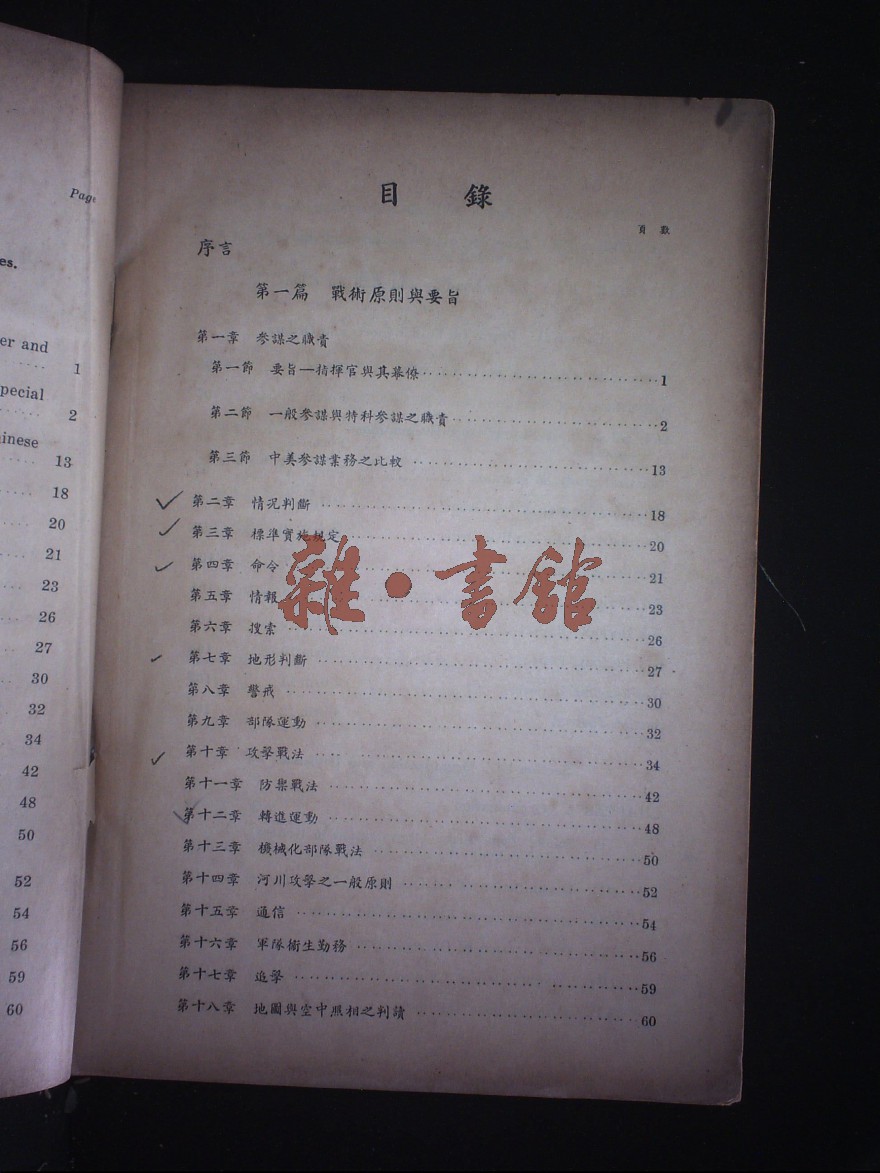 Page
es.
er and
1
pecial
2
inese
13
18
20
21
23
26
27
30
32
34
42
48
50
52
54
56
59
60
目 錄
頁 數
序言
第一篇 戰術原則與要旨
第一章 參謀之職責
第一節 要旨—指揮官與其幕僚 1
第二節 一般參謀與特科參謀之職責 2
第三節 中美參謀業務之比較 13
第二章 情況判斷 18
第三章 標準實施規定 20
第四章 命令 21
第五章 情報 23
第六章 搜索 26
第七章 地形判斷 27
第八章 警戒 30
第九章 部隊運動 32
第十章 攻擊戰法 34
第十一章 防禦戰法 42
第十二章 轉進運動 48
第十三章 機械化部隊戰法 50
第十四章 河川攻擊之一般原則 52
第十五章 通信 54
第十六章 軍隊衛生勤務 56
第十七章 追擊 59
第十八章 地圖與空中照相之判讀 60
雜·書館